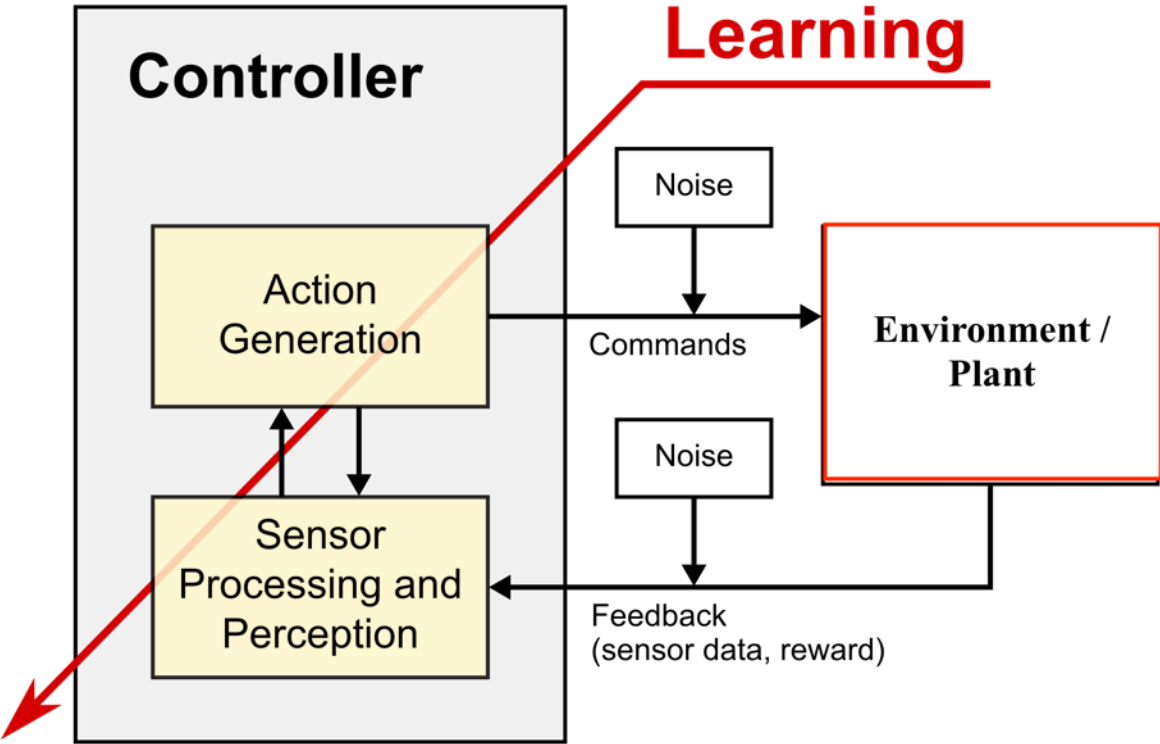 Learning
Controller
Noise
Action
Generation
Commands
Environment /
Plant
Noise
Sensor
Processing and
Perception
Feedback
(sensor data, reward)